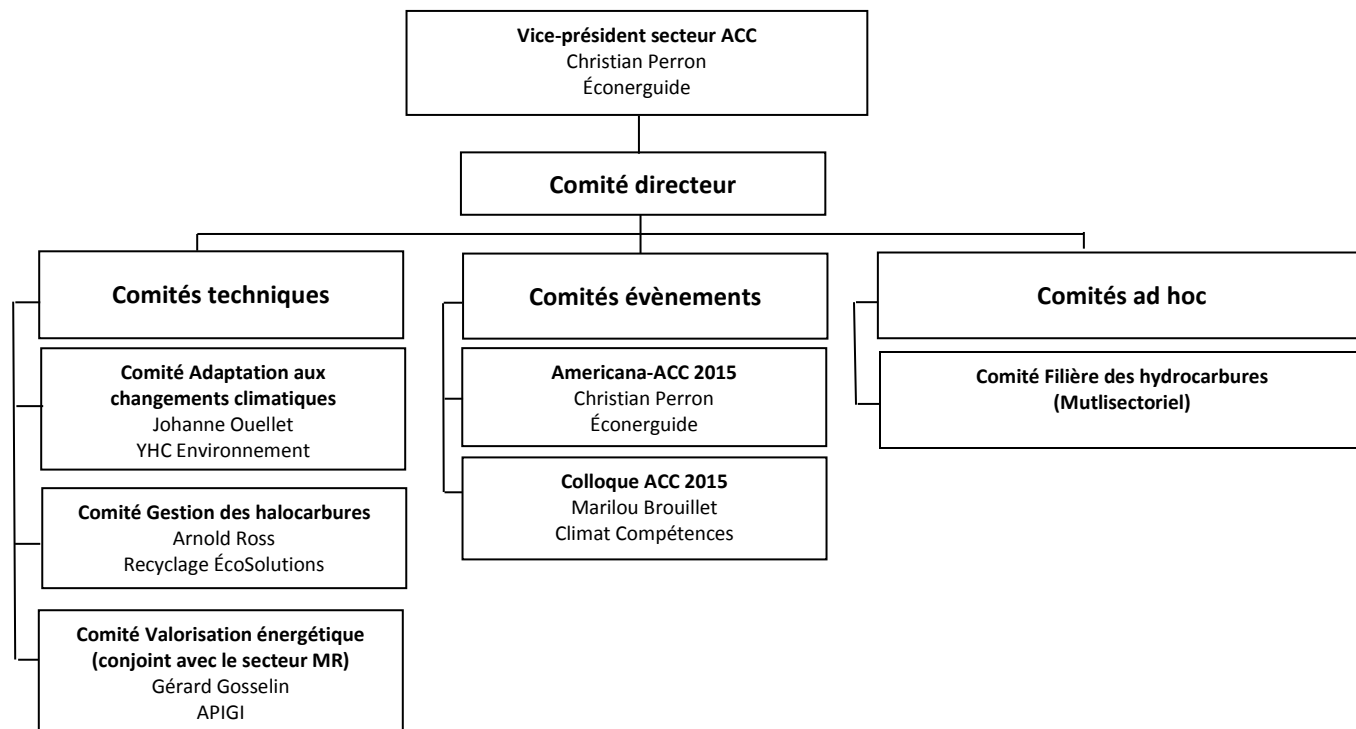 Vice-président secteur ACC
Christian Perron
Éconerguide
Comité directeur
Comités techniques
Comité Adaptation aux
changements climatiques
Johanne Ouellet
YHC Environnement
Comité Gestion des halocarbures
Arnold Ross
Recyclage ÉcoSolutions
Comité Valorisation énergétique
(conjoint avec le secteur MR)
Gérard Gosselin
APIGI
Comités évènements
Americana-ACC 2015
Christian Perron
Éconerguide
Colloque ACC 2015
Marilou Brouillet
Climat Compétences
Comités ad hoc
Comité Filière des hydrocarbures
(Mutlisectoriel)